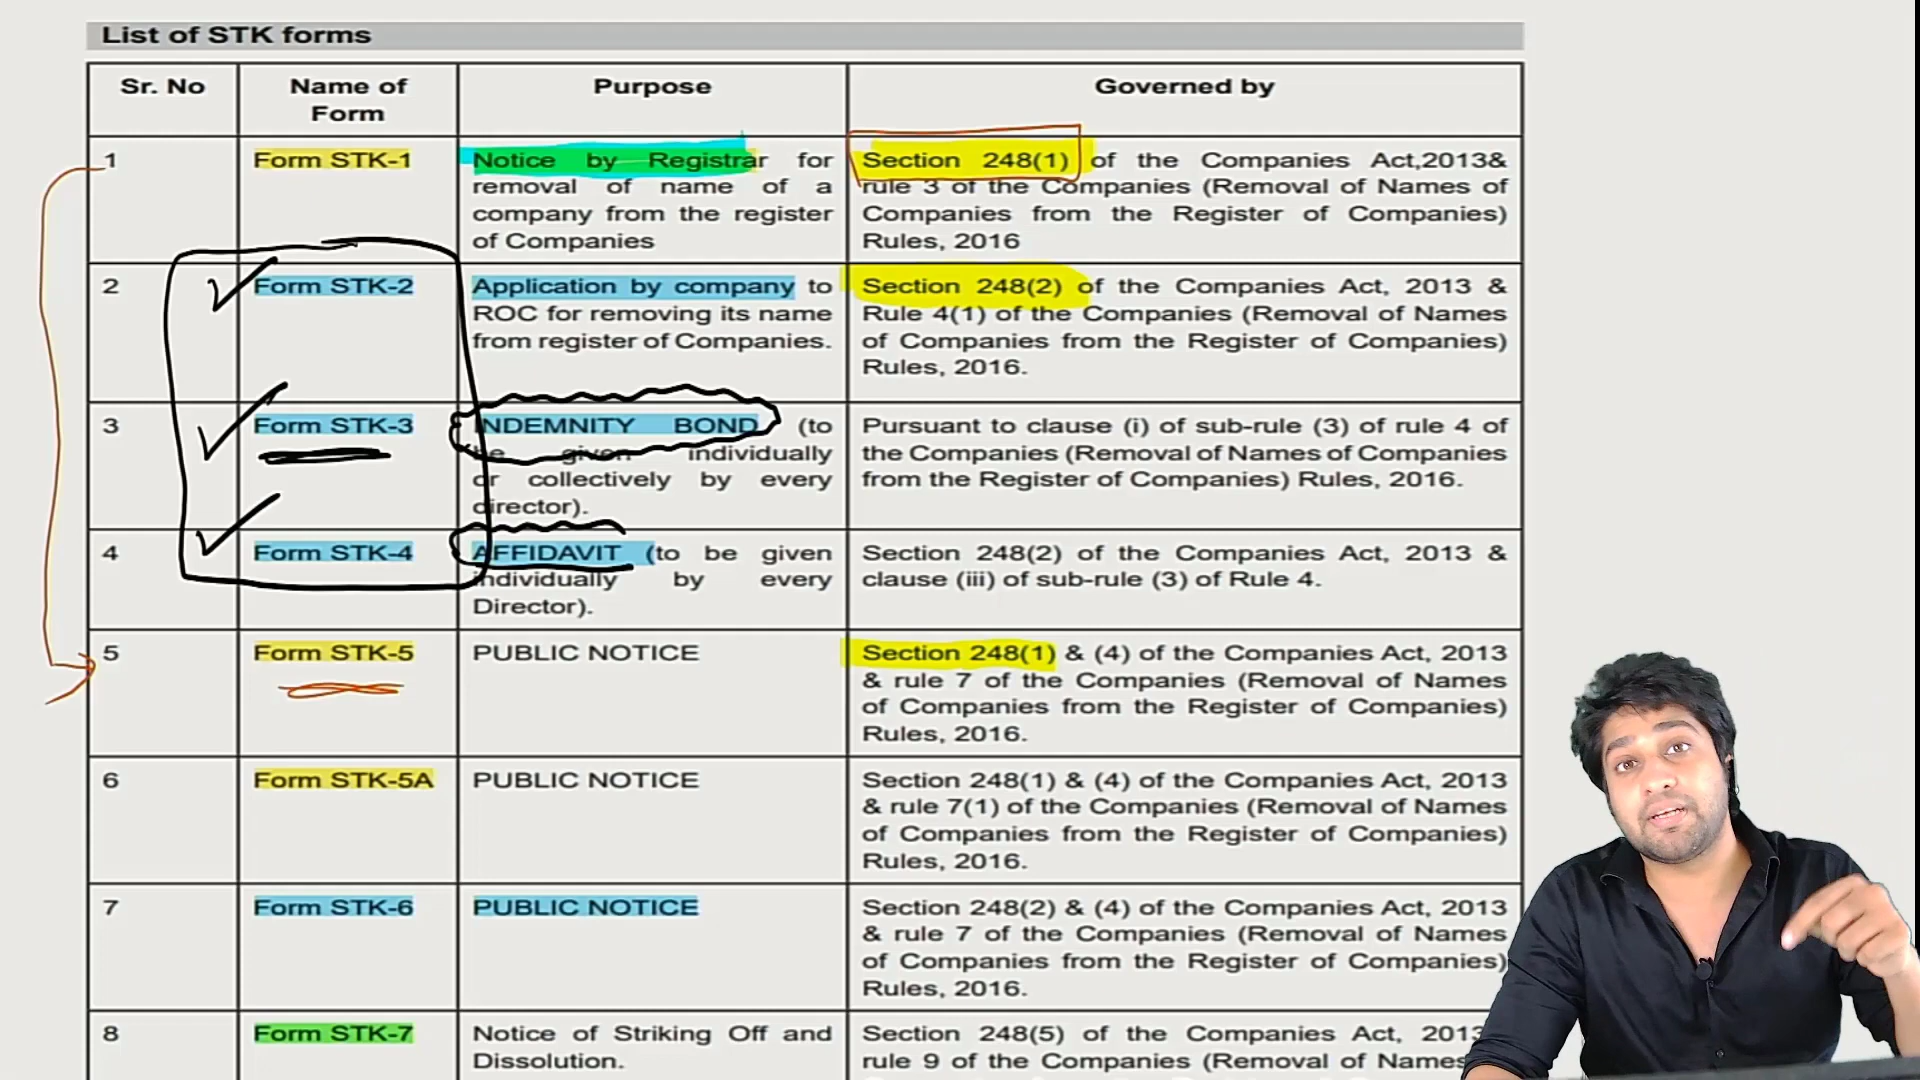 List of STK forms
Sr. No
Name of
Form
Purpose
Governed by
1
Form STK-1
Notice by Registrar for
removal of name of a
company from the register
of Companies
Section 248(1) of the Companies Act,2013&
rule 3 of the Companies (Removal of Names of
Companies from the Register of Companies)
Rules, 2016
2
Form STK-2
Application by company to
ROC for removing its name
from register of Companies.
Section 248(2) of the Companies Act, 2013 &
Rule 4(1) of the Companies (Removal of Names
of Companies from the Register of Companies)
Rules, 2016.
3
Form STK-3
INDEMNITY BOND (to
be given individually
or collectively by every
director).
Pursuant to clause (i) of sub-rule (3) of rule 4 of
the Companies (Removal of Names of Companies
from the Register of Companies) Rules, 2016.
4
Form STK-4
AFFIDAVIT (to be given
individually by every
Director).
Section 248(2) of the Companies Act, 2013 &
clause (iii) of sub-rule (3) of Rule 4.
5
Form STK-5
PUBLIC NOTICE
Section 248(1) & (4) of the Companies Act, 2013
& rule 7 of the Companies (Removal of Names
of Companies from the Register of Companies)
Rules, 2016.
6
Form STK-5A
PUBLIC NOTICE
Section 248(1) & (4) of the Companies Act, 2013
& rule 7(1) of the Companies (Removal of Names
of Companies from the Register of Companies)
Rules, 2016.
7
Form STK-6
PUBLIC NOTICE
Section 248(2) & (4) of the Companies Act, 2013
& rule 7 of the Companies (Removal of Names
of Companies from the Register of Companies)
Rules, 2016.
8
Form STK-7
Notice of Striking Off and
Dissolution.
Section 248(5) of the Companies Act, 2013
rule 9 of the Companies (Removal of Names